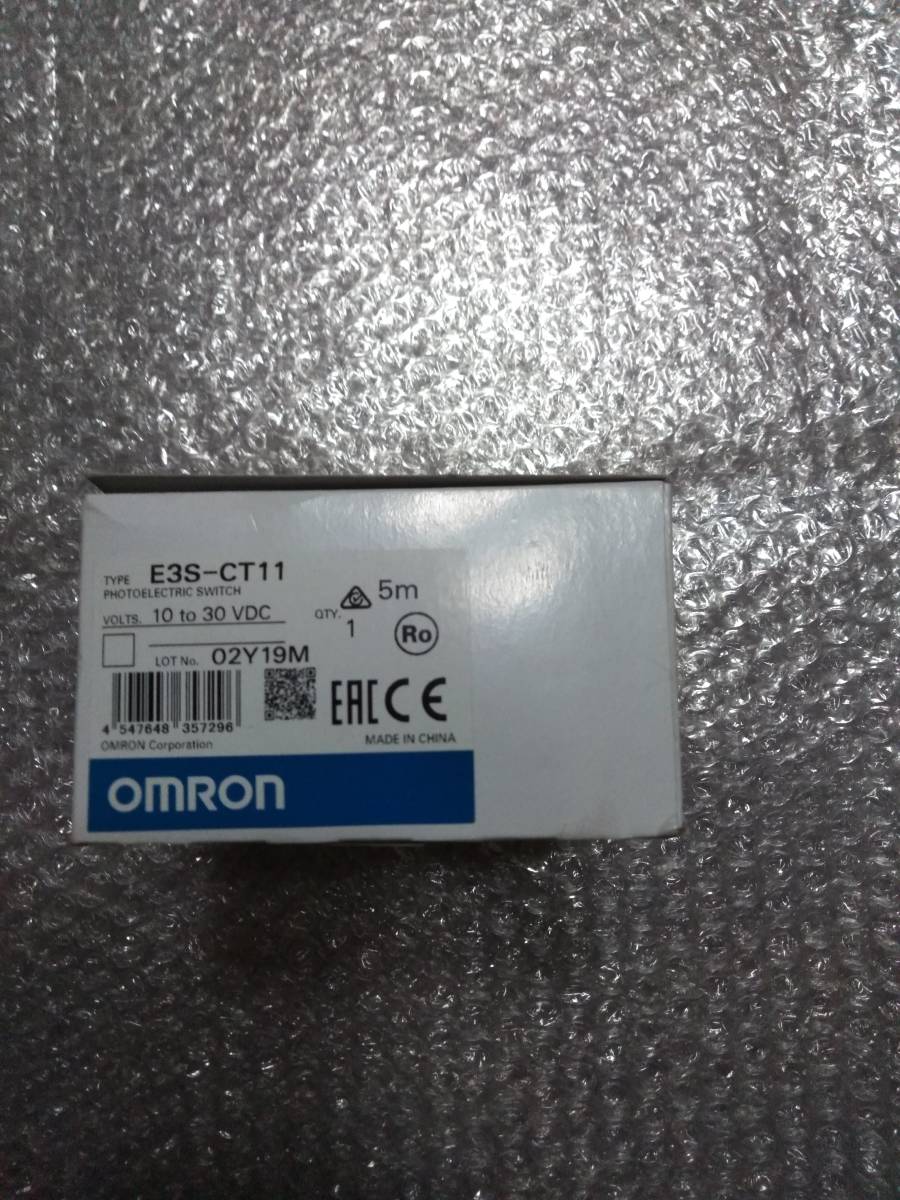 TYPE E3S-CT11
PHOTOELECTRIC SWITCH
5m
VOLTS. 10 to 30 VDC
QTY. 1
Ro
LOT No. 02Y19M
EAC CE
4 547648 357296
OMRON Corporation
MADE IN CHINA
OMRON